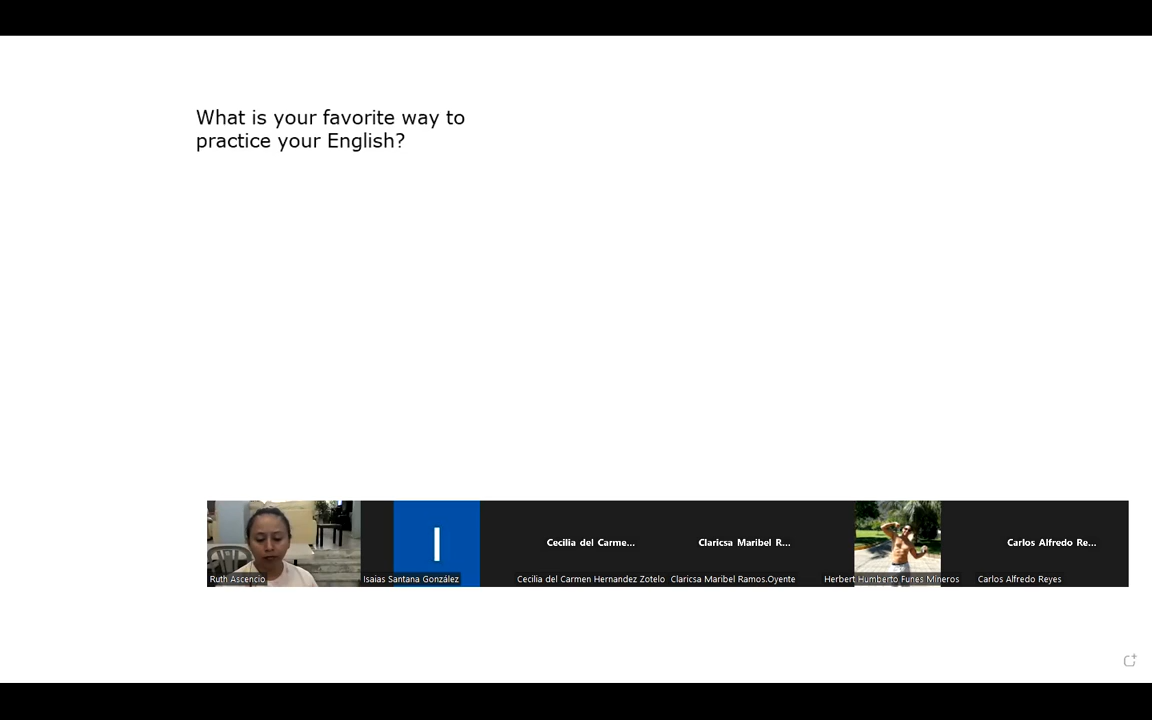 What is your favorite way to
practice your English?
I
Cecilia del Carme...
Claricsa Maribel R...
Carlos Alfredo Re...
Ruth Ascencio
Isaias Santana González
Cecilia del Carmen Hernandez Zotelo
Claricsa Maribel Ramos.Oyente
Herbert Humberto Funes Mineros
Carlos Alfredo Reyes